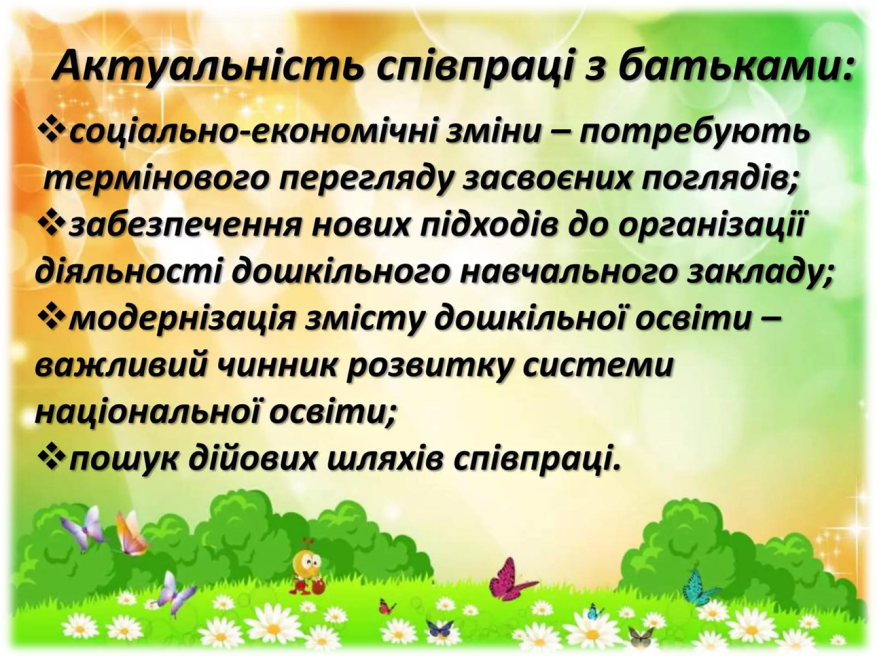 Актуальність співпраці з батьками:
❖соціально-економічні зміни – потребують
термінового перегляду засвоєних поглядів;
❖забезпечення нових підходів до організації
діяльності дошкільного навчального закладу;
❖модернізація змісту дошкільної освіти –
важливий чинник розвитку системи
національної освіти;
❖пошук дійових шляхів співпраці.